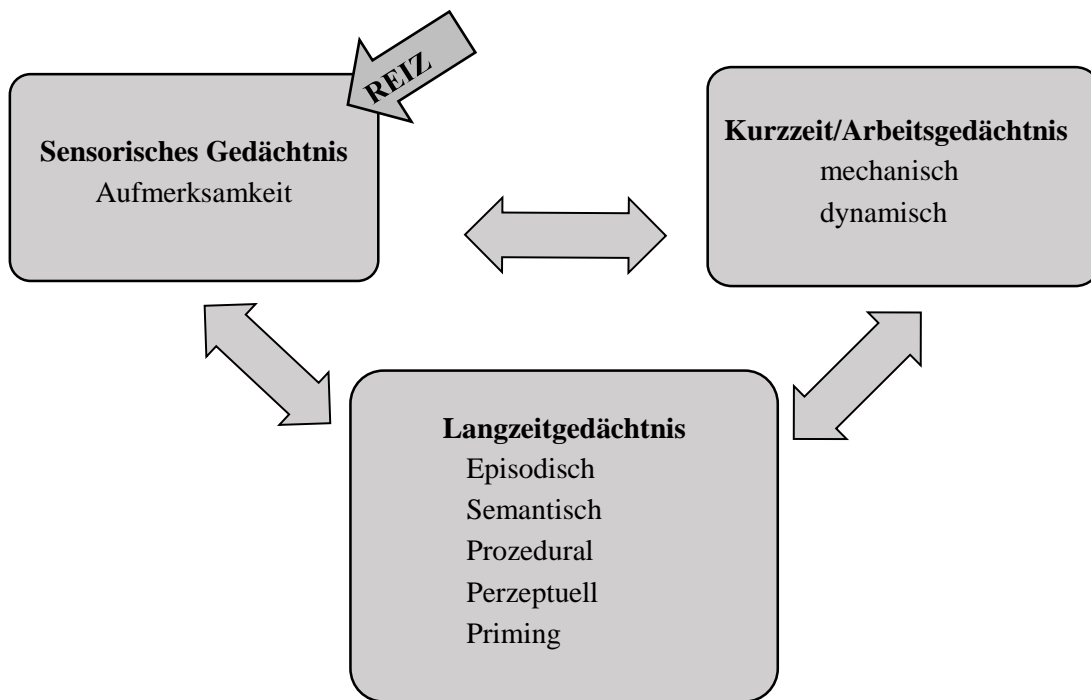 REIZ
Sensorisches Gedächtnis
Aufmerksamkeit
Kurzzeit/Arbeitsgedächtnis
mechanisch
dynamisch
Langzeitgedächtnis
Episodisch
Semantisch
Prozedural
Perzeptuell
Priming